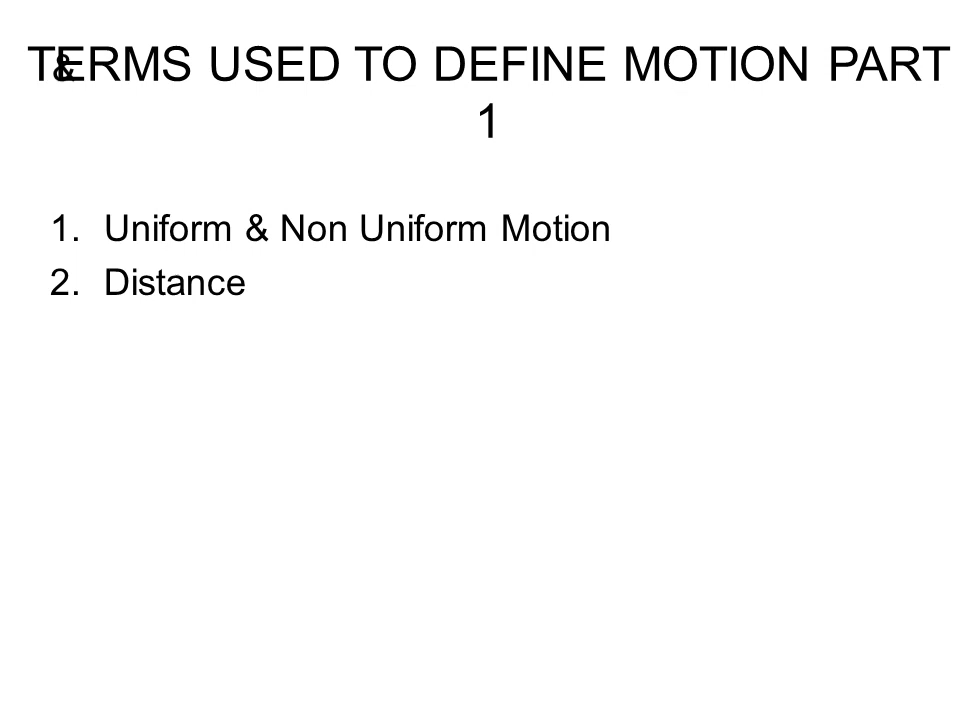 TERMS USED TO DEFINE MOTION PART
1
&
1. Uniform & Non Uniform Motion
2. Distance